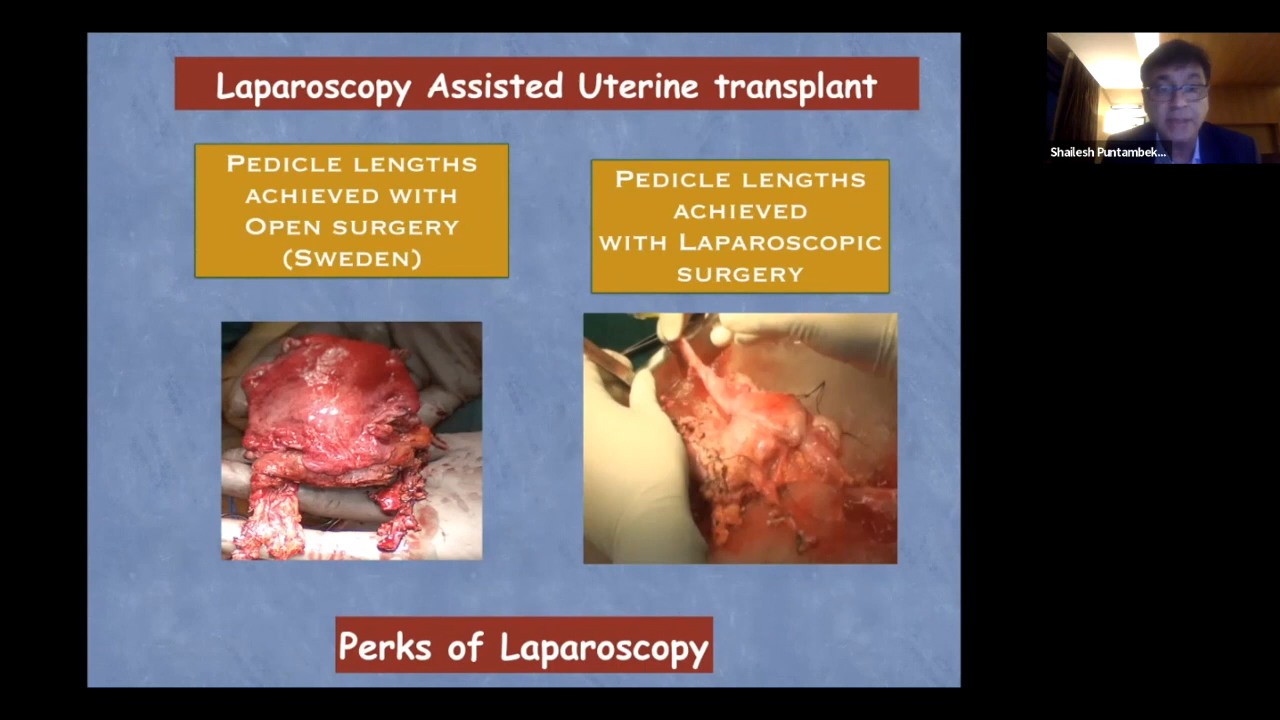 Laparoscopy Assisted Uterine transplant
PEDICLE LENGTHS
ACHIEVED WITH
OPEN SURGERY
(SWEDEN)
PEDICLE LENGTHS
ACHIEVED
WITH LAPAROSCOPIC
SURGERY
Perks of Laparoscopy
Shailesh Puntambek...